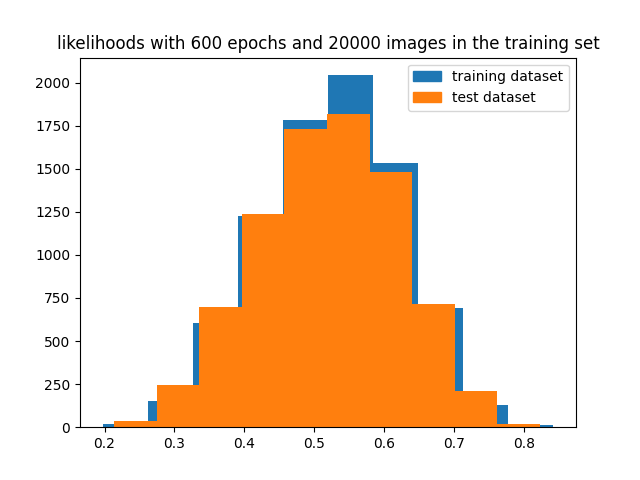 likelihoods with 600 epochs and 20000 images in the training set
training dataset
test dataset
2000
1750
1500
1250
1000
750
500
250
0
0.2 0.3 0.4 0.5 0.6 0.7 0.8